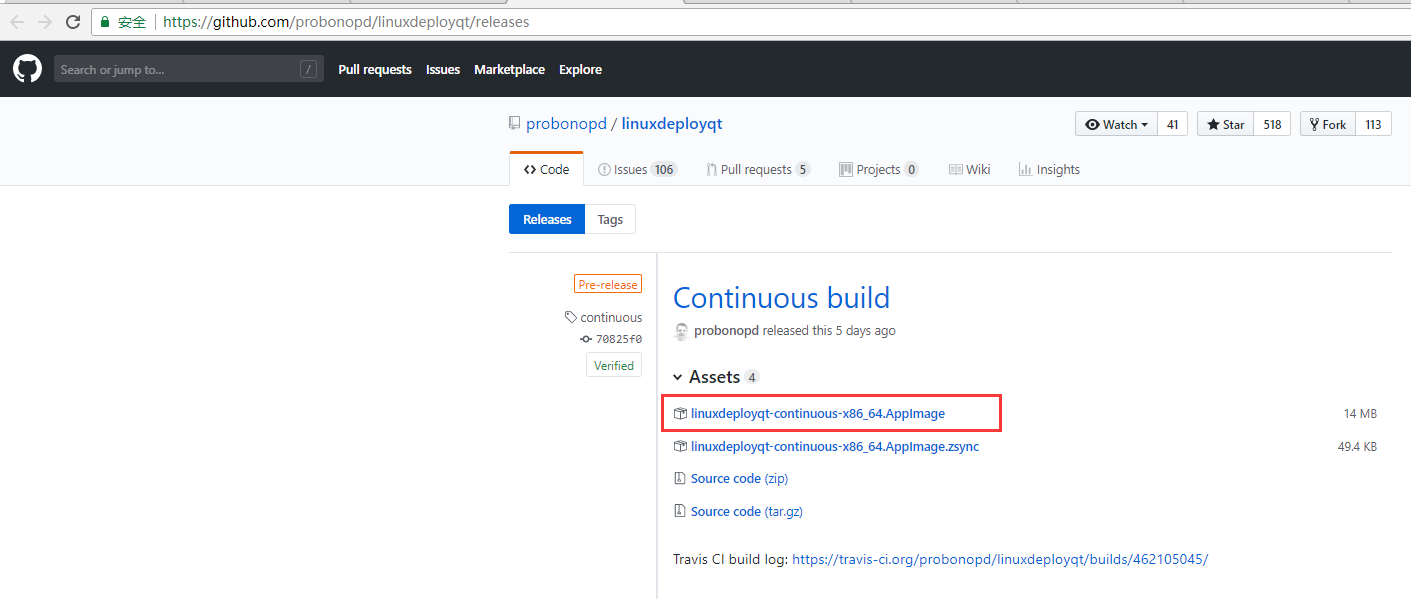 安全 https://github.com/probonopd/linuxdeployqt/releases
Search or jump to... / Pull requests Issues Marketplace Explore
probonopd / linuxdeployqt Watch 41 Star 518 Fork 113
Code Issues 106 Pull requests 5 Projects 0 Wiki Insights
Releases Tags
Pre-release
continuous
70825f0
Verified
Continuous build
probonopd released this 5 days ago
Assets 4
linuxdeployqt-continuous-x86_64.AppImage 14 MB
linuxdeployqt-continuous-x86_64.AppImage.zsync 49.4 KB
Source code (zip)
Source code (tar.gz)
Travis CI build log: https://travis-ci.org/probonopd/linuxdeployqt/builds/462105045/